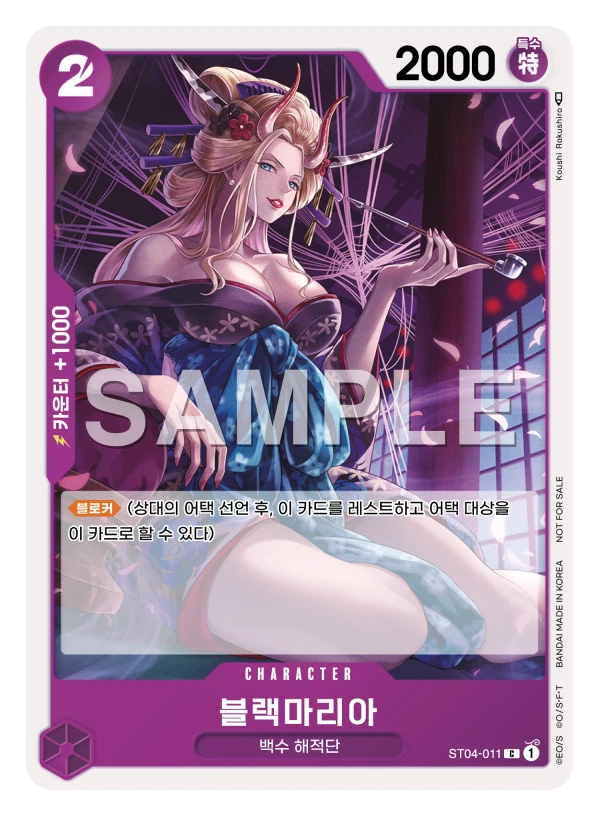 2
2000
특수
特
Koushi Rokushiro
카운터 +1000
SAMPLE
블로커 (상대의 어택 선언 후, 이 카드를 레스트하고 어택 대상을
이 카드로 할 수 있다)
CHARACTER
블랙마리아
백수 해적단
ST04-011 C 1
©EO/S ©O/S･F･T BANDAI MADE IN KOREA NOT FOR SALE